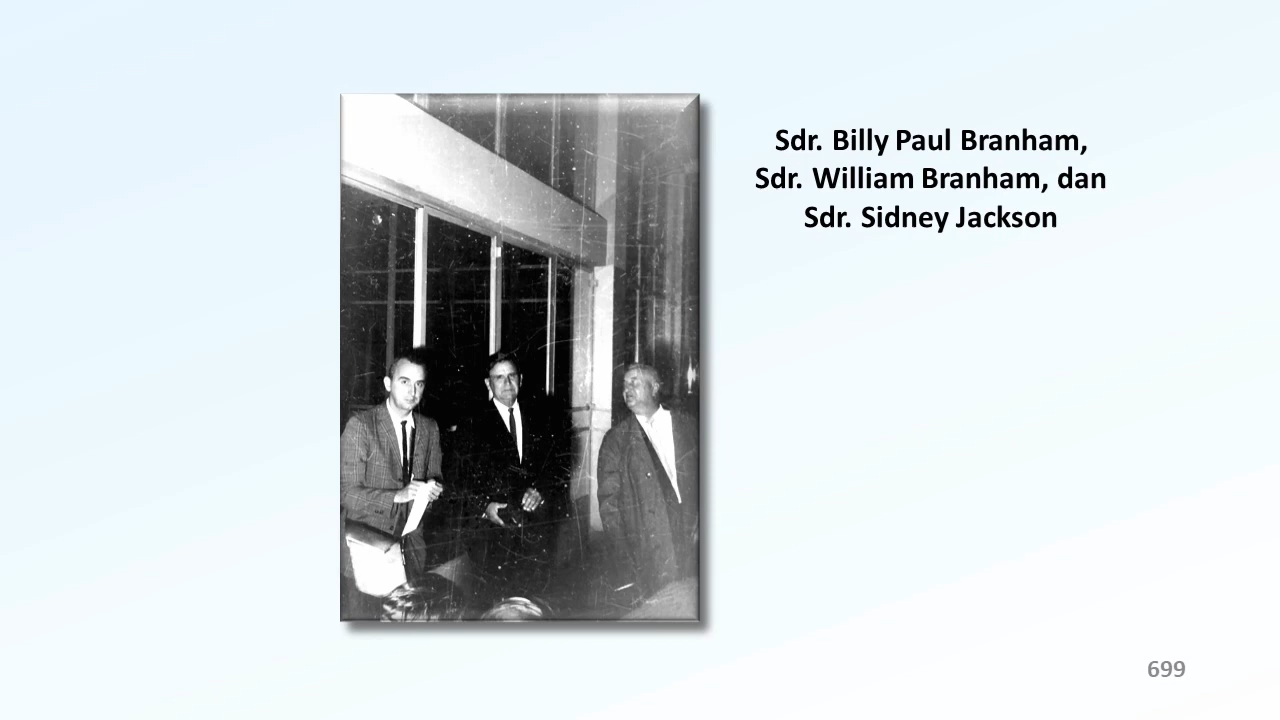 Sdr. Billy Paul Branham,
Sdr. William Branham, dan
Sdr. Sidney Jackson
699